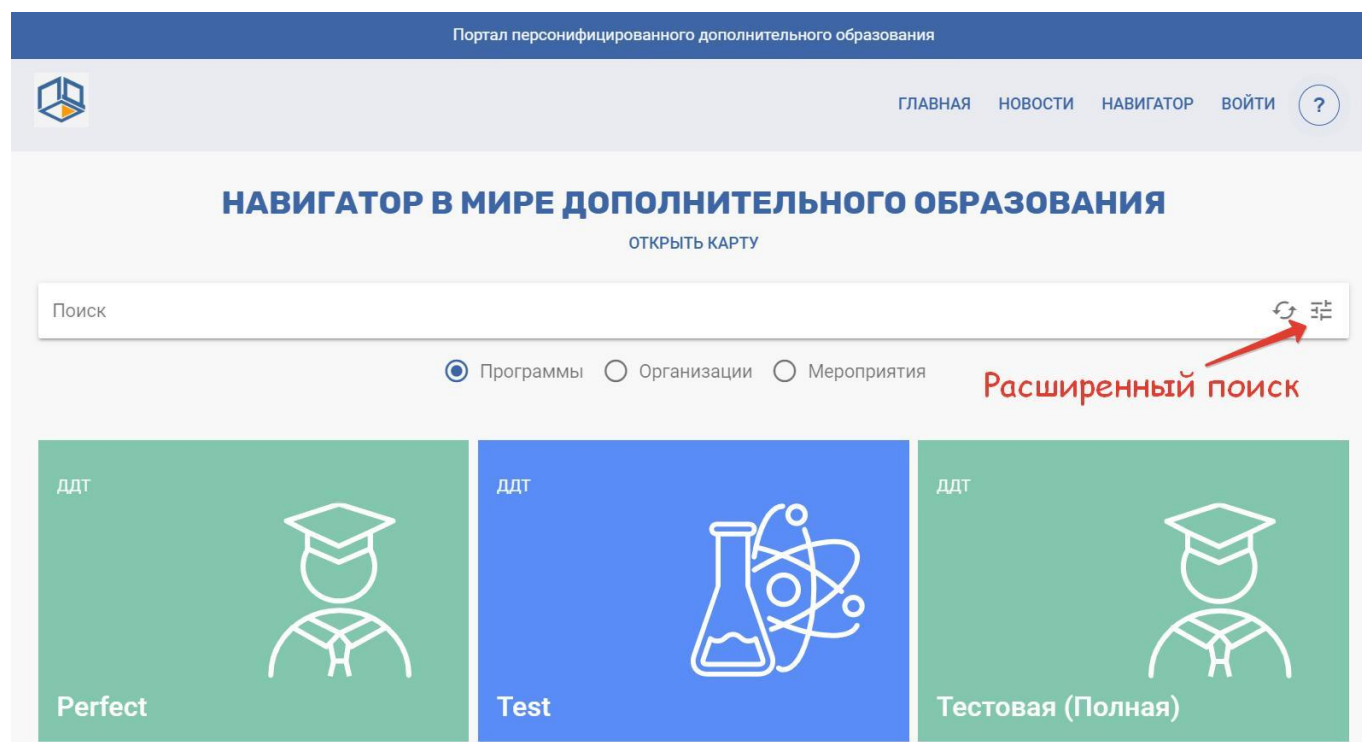 Портал персонифицированного дополнительного образования
ГЛАВНАЯ НОВОСТИ НАВИГАТОР ВОЙТИ ?
НАВИГАТОР В МИРЕ ДОПОЛНИТЕЛЬНОГО ОБРАЗОВАНИЯ
ОТКРЫТЬ КАРТУ
Поиск
Программы Организации Мероприятия
Расширенный поиск
ДДТ ДДТ ДДТ
Perfect Test Тестовая (Полная)